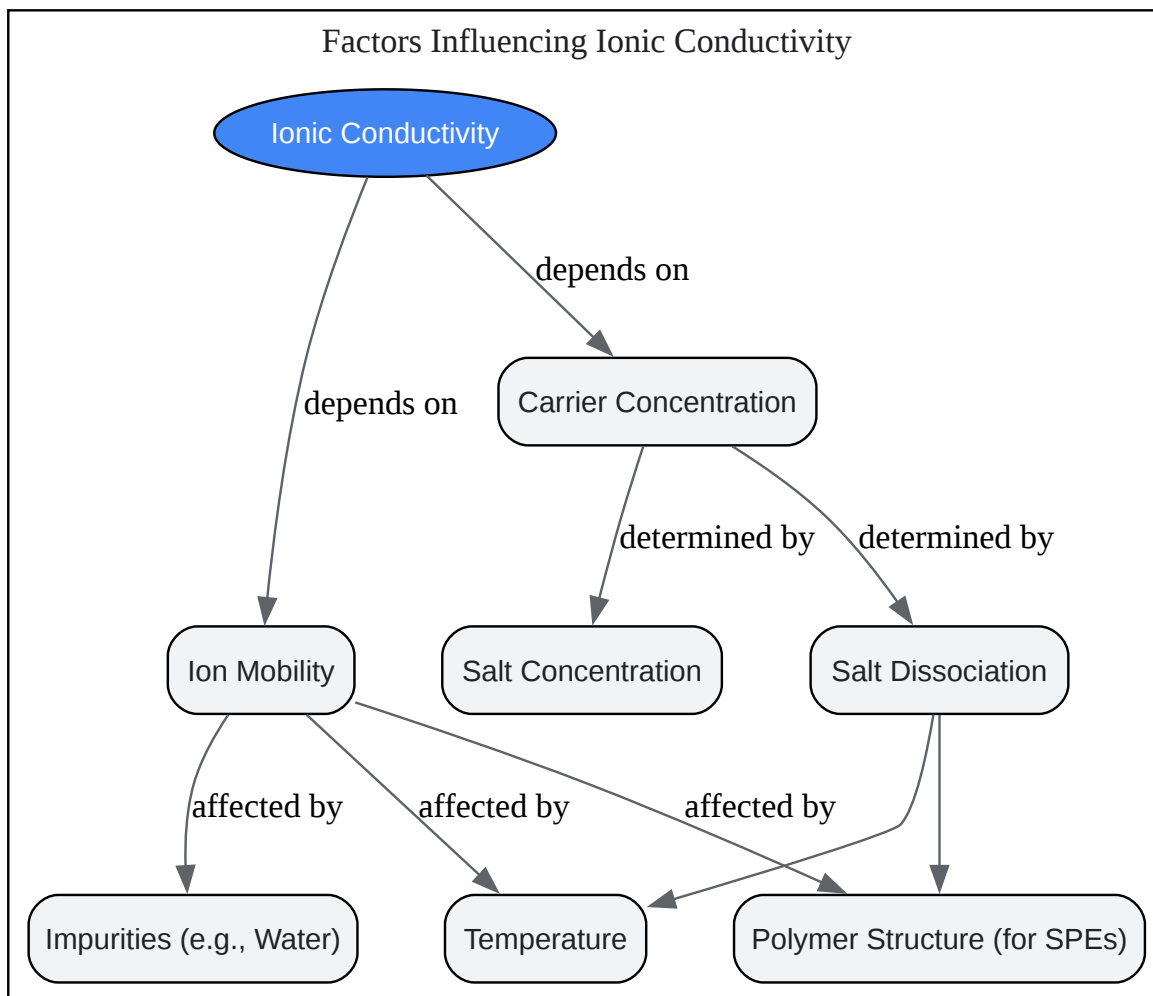 Factors Influencing Ionic Conductivity
Ionic Conductivity
depends on
Carrier Concentration
depends on
determined by
determined by
Ion Mobility
Salt Concentration
Salt Dissociation
affected by
affected by
affected by
Impurities (e.g., Water)
Temperature
Polymer Structure (for SPEs)